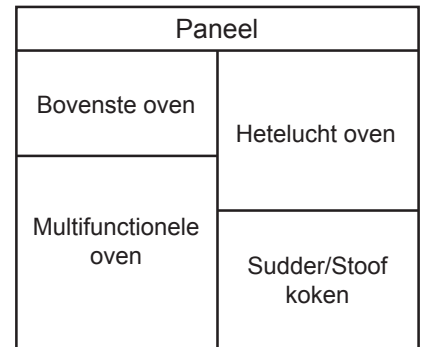 Paneel
Bovenste oven
Hetelucht oven
Multifunctionele
oven
Sudder/Stoof
koken